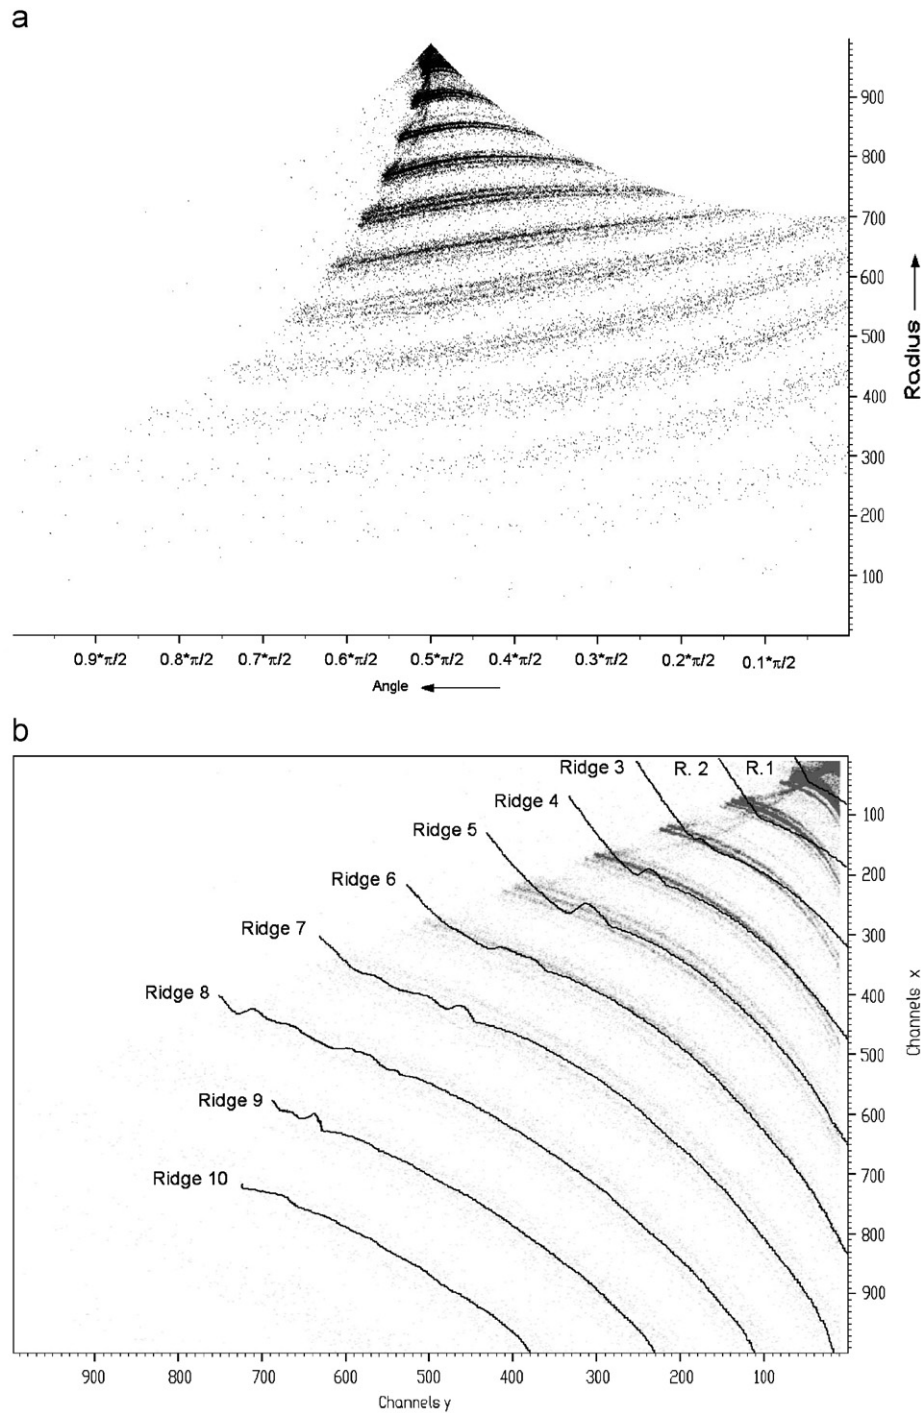 a
900
800
700
600
500
400
300
200
100
Radius
0.9*π/2 0.8*π/2 0.7*π/2 0.6*π/2 0.5*π/2 0.4*π/2 0.3*π/2 0.2*π/2 0.1*π/2
Angle
b
Ridge 3 R. 2 R.1
Ridge 4
Ridge 5
Ridge 6
Ridge 7
Ridge 8
Ridge 9
Ridge 10
100
200
300
400
500
600
700
800
900
Channels x
900 800 700 600 500 400 300 200 100
Channels y